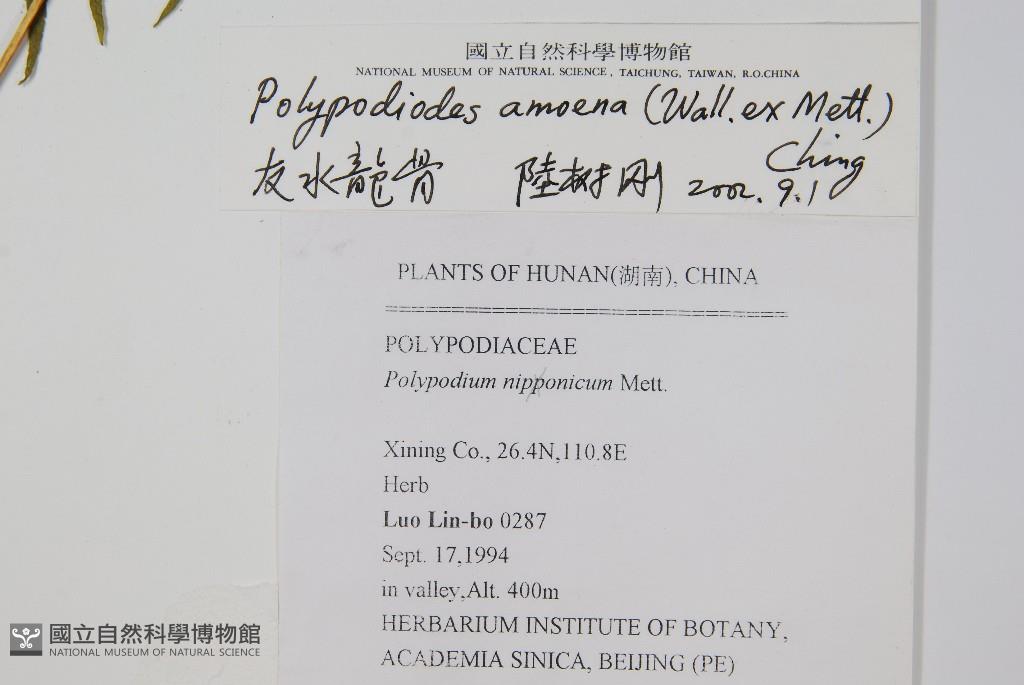 國立自然科學博物館
NATIONAL MUSEUM OF NATURAL SCIENCE, TAICHUNG, TAIWAN, R.O.CHINA
Polypodiodes amoena (Wall. ex Mett.)
Ching
友水龍骨 陸樹剛 2002. 9. 1
PLANTS OF HUNAN(湖南), CHINA
POLYPODIACEAE
Polypodium nipponicum Mett.
Xining Co., 26.4N,110.8E
Herb
Luo Lin-bo 0287
Sept. 17,1994
in valley,Alt. 400m
HERBARIUM INSTITUTE OF BOTANY,
ACADEMIA SINICA, BEIJING (PE)
國立自然科學博物館
NATIONAL MUSEUM OF NATURAL SCIENCE